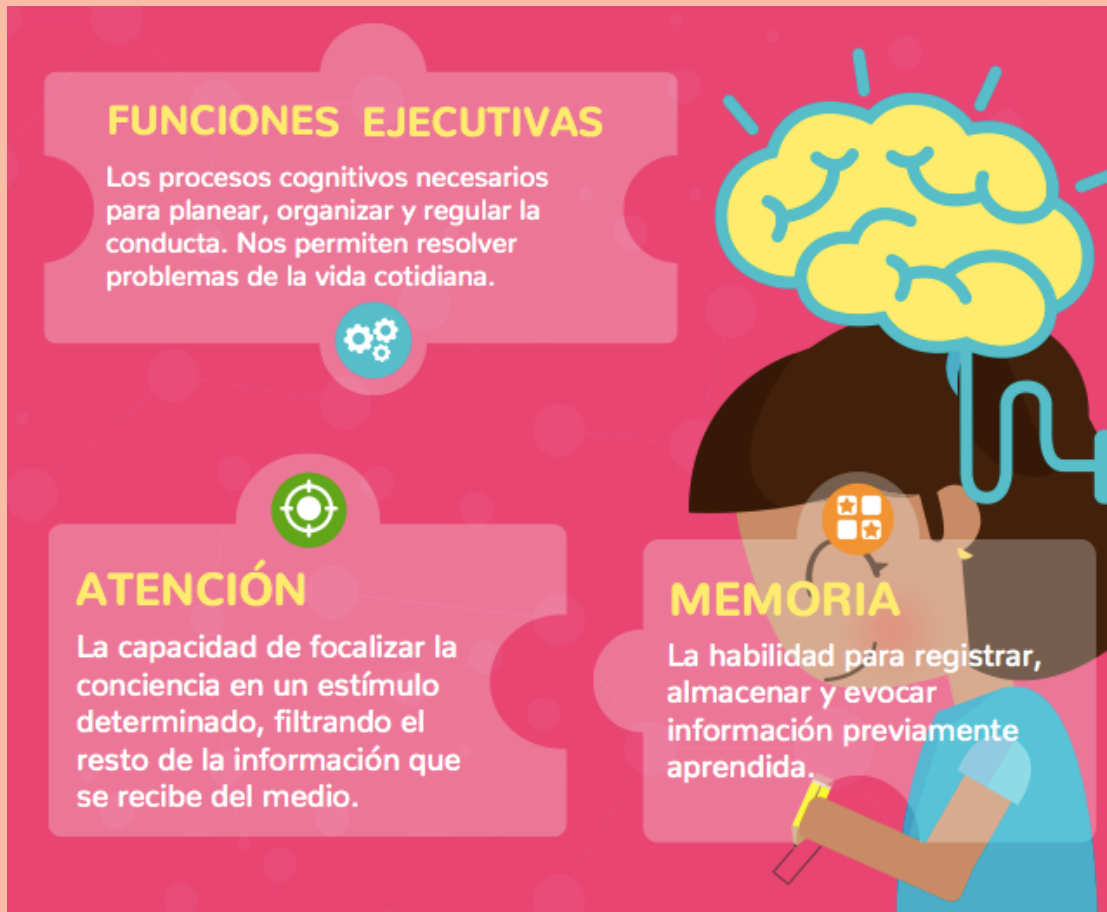 FUNCIONES EJECUTIVAS
Los procesos cognitivos necesarios
para planear, organizar y regular la
conducta. Nos permiten resolver
problemas de la vida cotidiana.
ATENCIÓN
La capacidad de focalizar la
conciencia en un estímulo
determinado, filtrando el
resto de la información que
se recibe del medio.
MEMORIA
La habilidad para registrar,
almacenar y evocar
información previamente
aprendida.